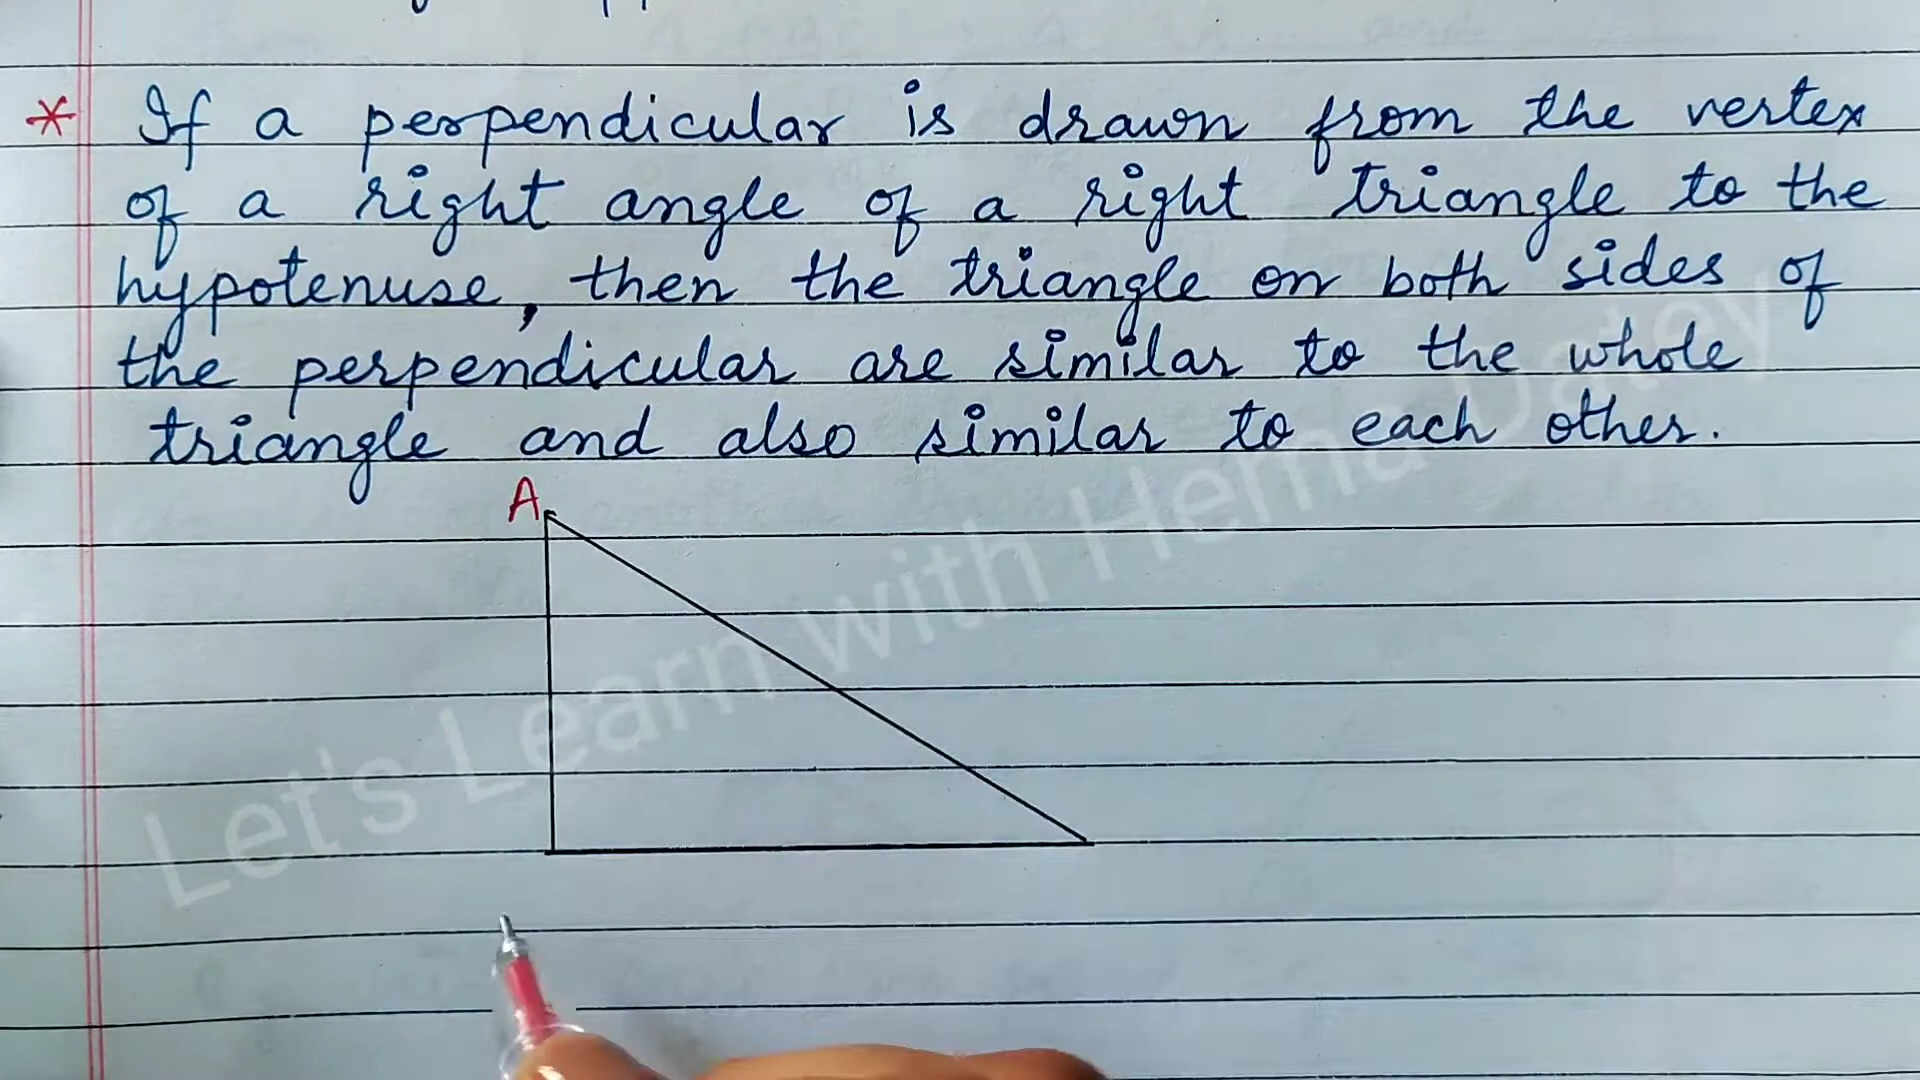 * If a perpendicular is drawn from the vertex
of a right angle of a right triangle to the
hypotenuse, then the triangle on both sides of
the perpendicular are similar to the whole
triangle and also similar to each other.
A
Let's Learn with Hema Datey